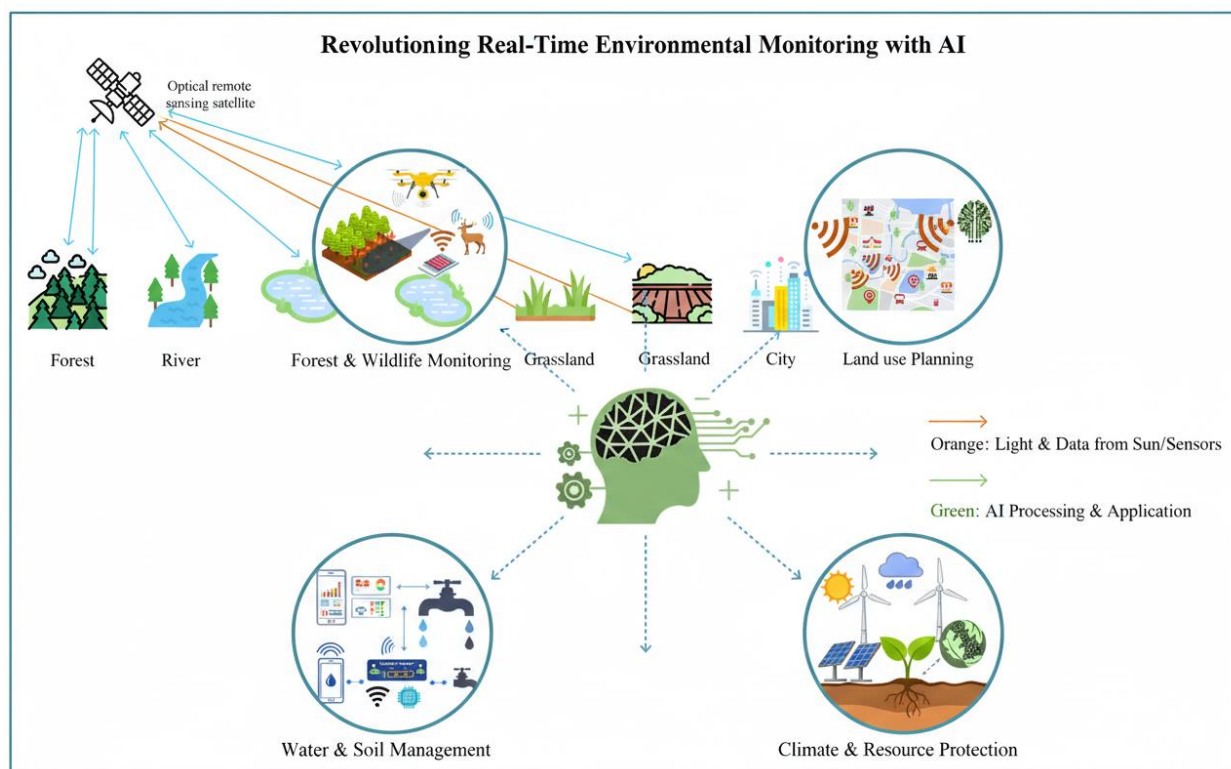 Revolutioning Real-Time Environmental Monitoring with AI
Optical remote
sansing satellite
Forest
River
Forest & Wildlife Monitoring
Grassland
Grassland
City
Land use Planning
Orange: Light & Data from Sun/Sensors
Green: AI Processing & Application
Water & Soil Management
Climate & Resource Protection